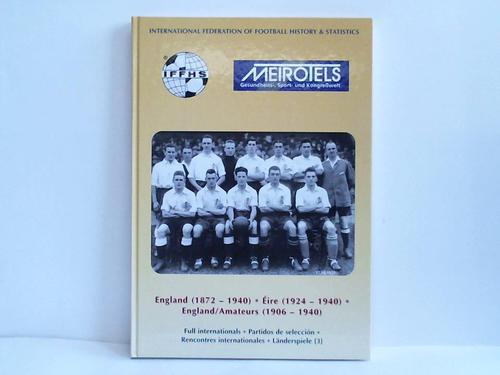 INTERNATIONAL FEDERATION OF FOOTBALL HISTORY & STATISTICS
IFFHS
METROTELS
Gesundheits-, Sport- und Kongreßwelt
England (1872 – 1940) * Éire (1924 – 1940) *
England/Amateurs (1906 – 1940)
Full internationals * Partidos de selección *
Rencontres internationales * Länderspiele (3)